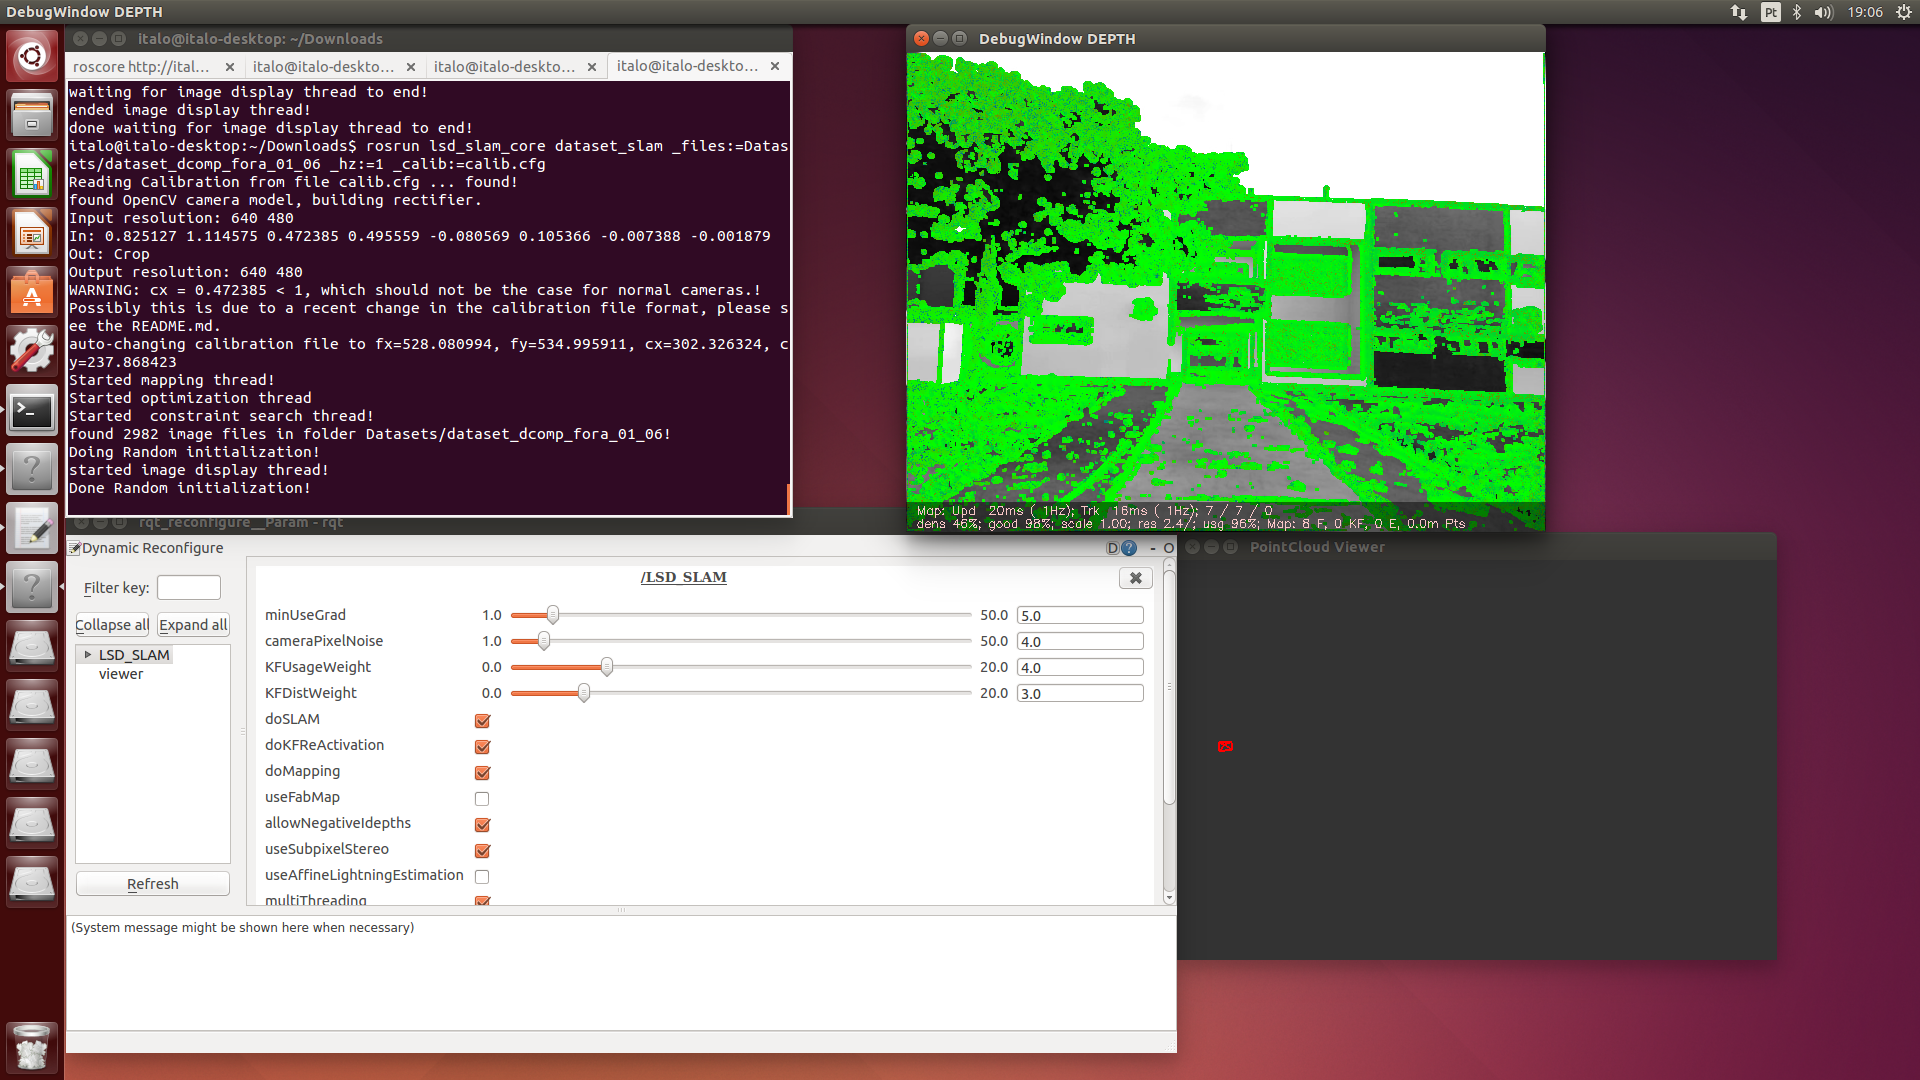 DebugWindow DEPTH
Pt
19:06
italo@italo-desktop: ~/Downloads
roscore http://ital...
italo@italo-deskto...
italo@italo-deskto...
italo@italo-deskto...
waiting for image display thread to end!
ended image display thread!
done waiting for image display thread to end!
italo@italo-desktop:~/Downloads$ rosrun lsd_slam_core dataset_slam _files:=Datas
ets/dataset_dcomp_fora_01_06 _hz:=1 _calib:=calib.cfg
Reading Calibration from file calib.cfg ... found!
found OpenCV camera model, building rectifier.
Input resolution: 640 480
In: 0.825127 1.114575 0.472385 0.495559 -0.080569 0.105366 -0.007388 -0.001879
Out: Crop
Output resolution: 640 480
WARNING: cx = 0.472385 < 1, which should not be the case for normal cameras.!
Possibly this is due to a recent change in the calibration file format, please s
ee the README.md.
auto-changing calibration file to fx=528.080994, fy=534.995911, cx=302.326324, c
y=237.868423
Started mapping thread!
Started optimization thread
Started  constraint search thread!
found 2982 image files in folder Datasets/dataset_dcomp_fora_01_06!
Doing Random initialization!
started image display thread!
Done Random initialization!
DebugWindow DEPTH
Map: Upd  20ms ( 1Hz); Trk  16ms ( 1Hz); 7 / 7 / 0
dens 46%; good 98%; scale 1.00; res 2.4/; usg 96%; Map: 8 F, 0 KF, 0 E, 0.0m Pts
rqt_reconfigure__Param - rqt
Dynamic Reconfigure
D
- O
Filter key:
Collapse all
Expand all
LSD_SLAM
viewer
Refresh
/LSD_SLAM
minUseGrad 1.0 50.0 5.0
cameraPixelNoise 1.0 50.0 4.0
KFUsageWeight 0.0 20.0 4.0
KFDistWeight 0.0 20.0 3.0
doSLAM
doKFReActivation
doMapping
useFabMap
allowNegativeIdepths
useSubpixelStereo
useAffineLightningEstimation
multiThreading
(System message might be shown here when necessary)
PointCloud Viewer